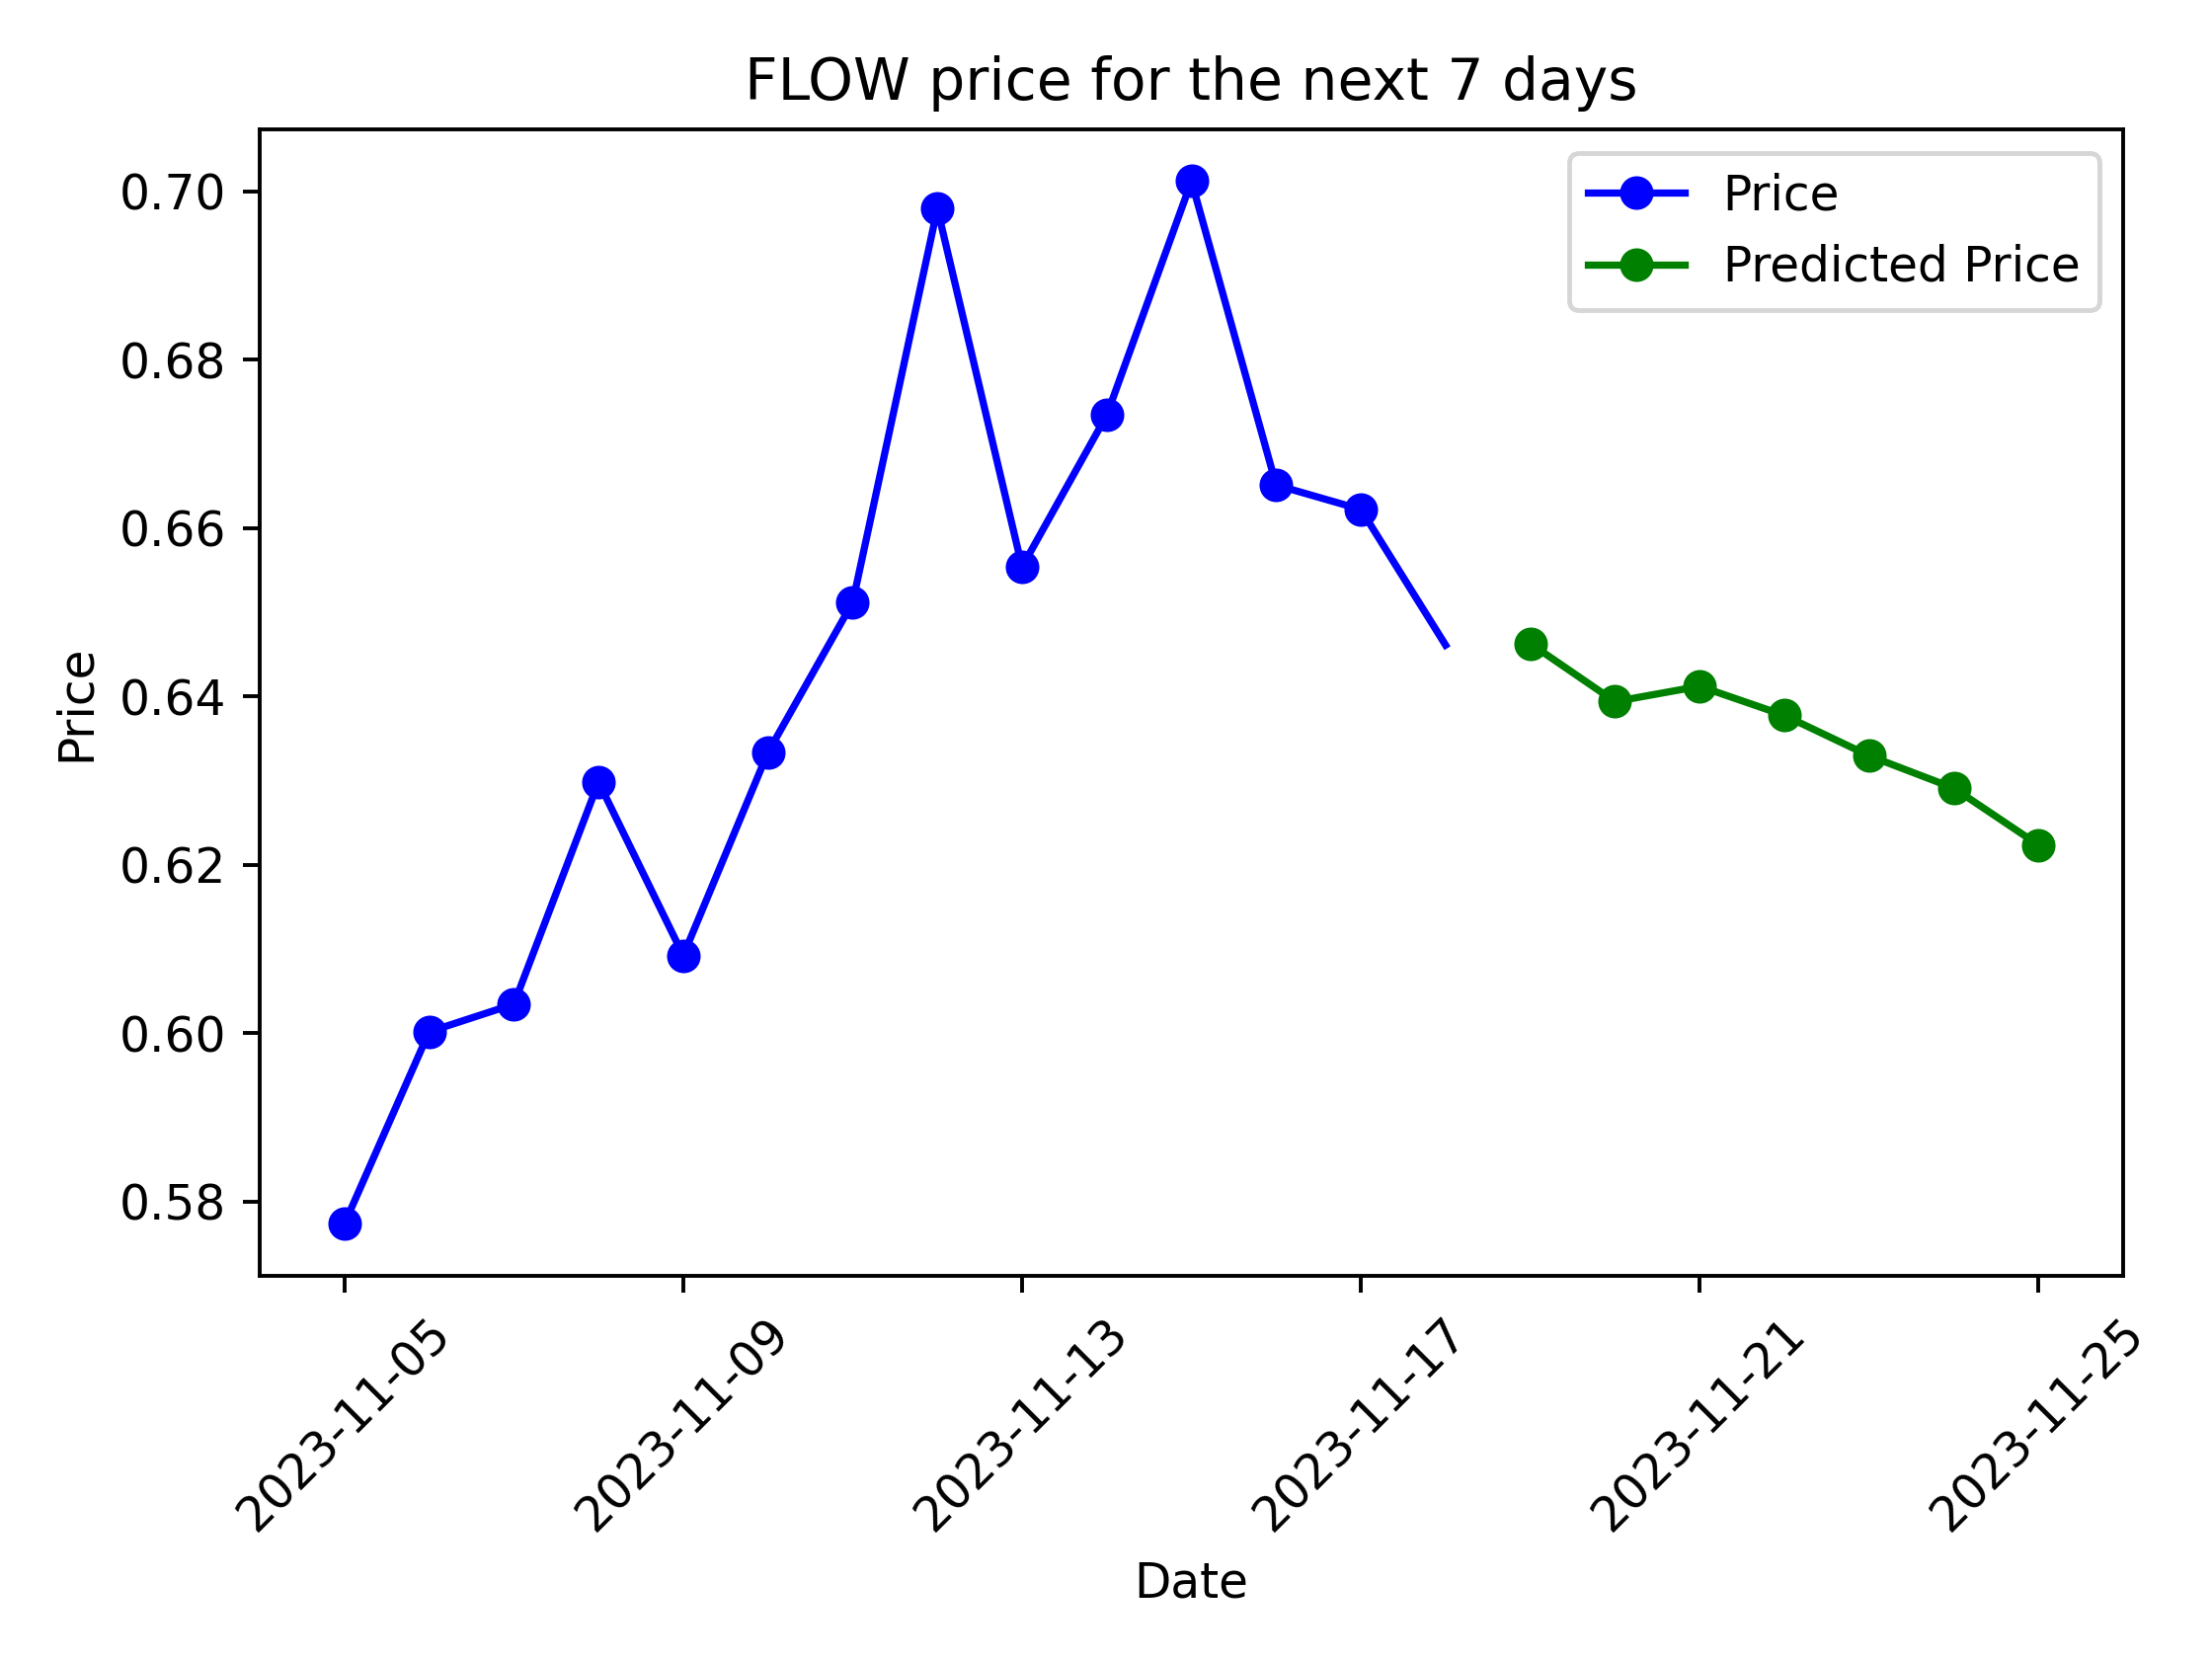 FLOW price for the next 7 days
Price
Predicted Price
0.70
0.68
0.66
0.64
0.62
0.60
0.58
Price
2023-11-05
2023-11-09
2023-11-13
2023-11-17
2023-11-21
2023-11-25
Date